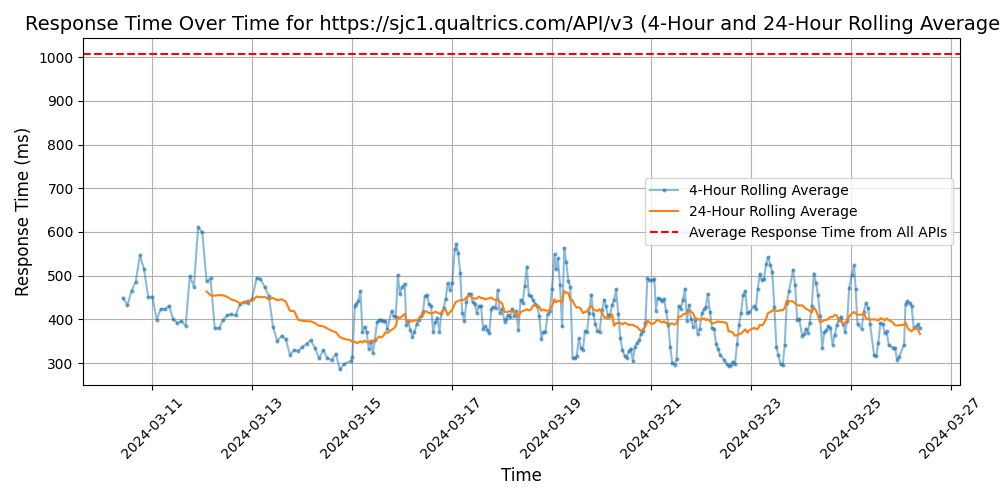 Response Time Over Time for https://sjc1.qualtrics.com/API/v3 (4-Hour and 24-Hour Rolling Average
Response Time (ms)
1000
900
800
700
600
500
400
300
4-Hour Rolling Average
24-Hour Rolling Average
Average Response Time from All APIs
2024-03-11
2024-03-13
2024-03-15
2024-03-17
2024-03-19
2024-03-21
2024-03-23
2024-03-25
2024-03-27
Time